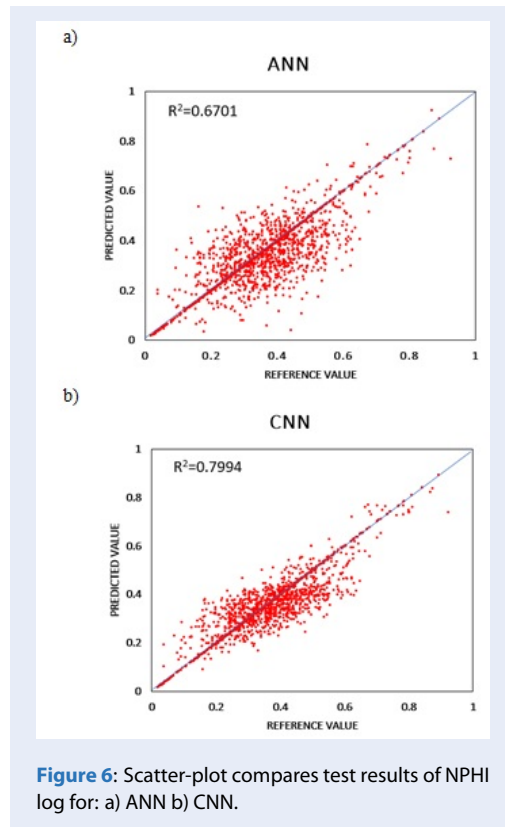 a)
ANN
R²=0.6701
PREDICTED VALUE
1
0.8
0.6
0.4
0.2
0
0 0.2 0.4 0.6 0.8 1
REFERENCE VALUE
b)
CNN
R²=0.7994
PREDICTED VALUE
1
0.8
0.6
0.4
0.2
0
0 0.2 0.4 0.6 0.8 1
REFERENCE VALUE
Figure 6: Scatter-plot compares test results of NPHI
log for: a) ANN b) CNN.